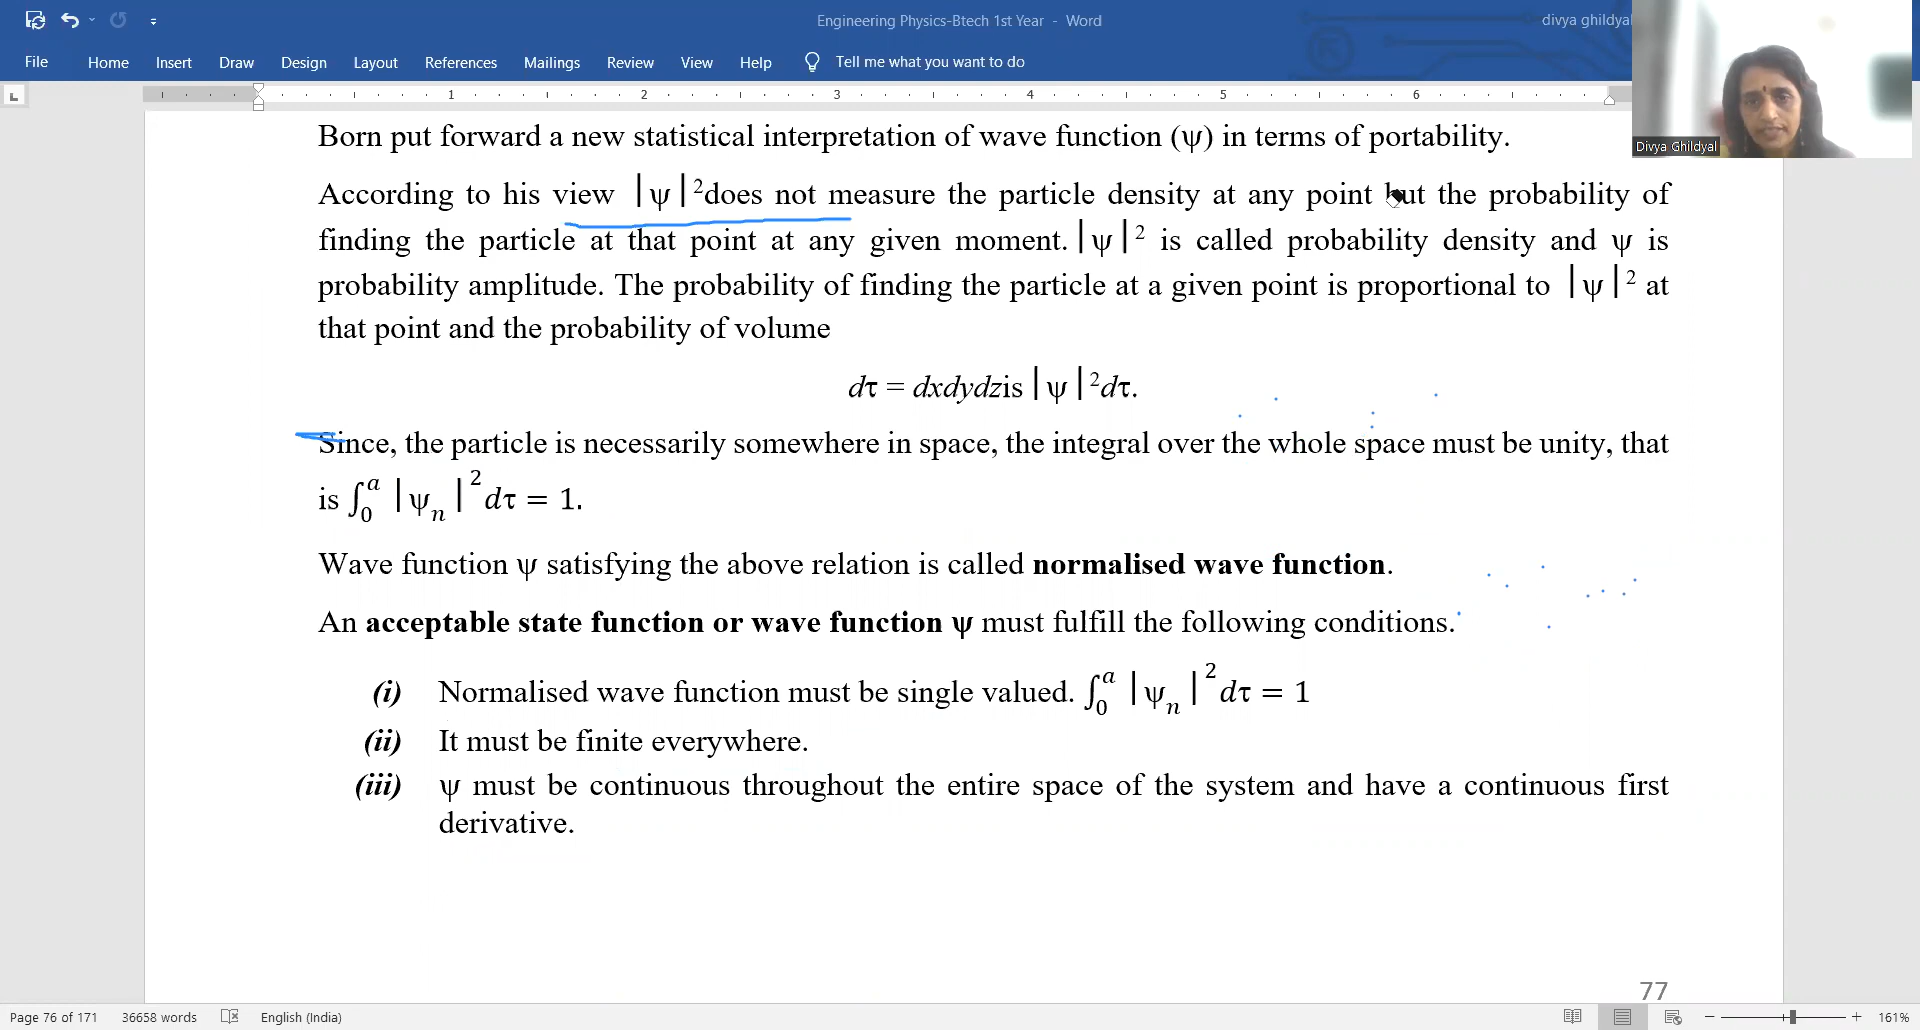 Engineering Physics-Btech 1st Year - Word
divya ghildyal
File Home Insert Draw Design Layout References Mailings Review View Help Tell me what you want to do
1 2 3 4 5 6
Divya Ghildyal
Born put forward a new statistical interpretation of wave function (ψ) in terms of portability.
According to his view |ψ|²does not measure the particle density at any point but the probability of
finding the particle at that point at any given moment. |ψ|² is called probability density and ψ is
probability amplitude. The probability of finding the particle at a given point is proportional to |ψ|² at
that point and the probability of volume
dτ = dxdydzis |ψ|²dτ.
Since, the particle is necessarily somewhere in space, the integral over the whole space must be unity, that
is ∫₀ᵃ |ψₙ|² dτ = 1.
Wave function ψ satisfying the above relation is called normalised wave function.
An acceptable state function or wave function ψ must fulfill the following conditions.
(i) Normalised wave function must be single valued. ∫₀ᵃ |ψₙ|² dτ = 1
(ii) It must be finite everywhere.
(iii) ψ must be continuous throughout the entire space of the system and have a continuous first
derivative.
77
Page 76 of 171 36658 words English (India) 161%